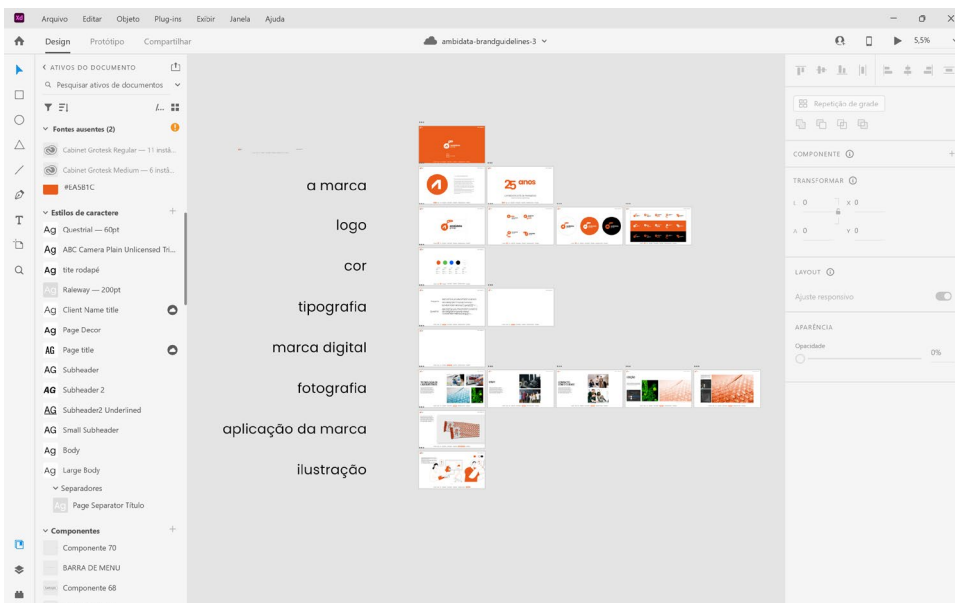 Xd Arquivo Editar Objeto Plug-ins Exibir Janela Ajuda
Design Protótipo Compartilhar
ambidata-brandguidelines-3
5,5%
ATIVOS DO DOCUMENTO
Pesquisar ativos de documentos
Fontes ausentes (2)
Cabinet Grotesk Regular — 11 instâ...
Cabinet Grotesk Medium — 6 instâ...
#EA5B1C
Estilos de caractere
Ag Questrial — 60pt
Ag ABC Camera Plain Unlicensed Tri...
Ag tite rodapé
Ag Raleway — 200pt
Ag Client Name title
Ag Page Decor
AG Page title
AG Subheader
AG Subheader 2
AG Subheader2 Underlined
AG Small Subheader
Ag Body
Ag Large Body
Separadores
Ag Page Separator Título
Componentes
Componente 70
BARRA DE MENU
Componente 68
a marca
25 anos
logo
cor
tipografia
marca digital
fotografia
aplicação da marca
ilustração
Repetição de grade
COMPONENTE
TRANSFORMAR
L 0 X 0
A 0 Y 0
LAYOUT
Ajuste responsivo
APARÊNCIA
Opacidade
0%